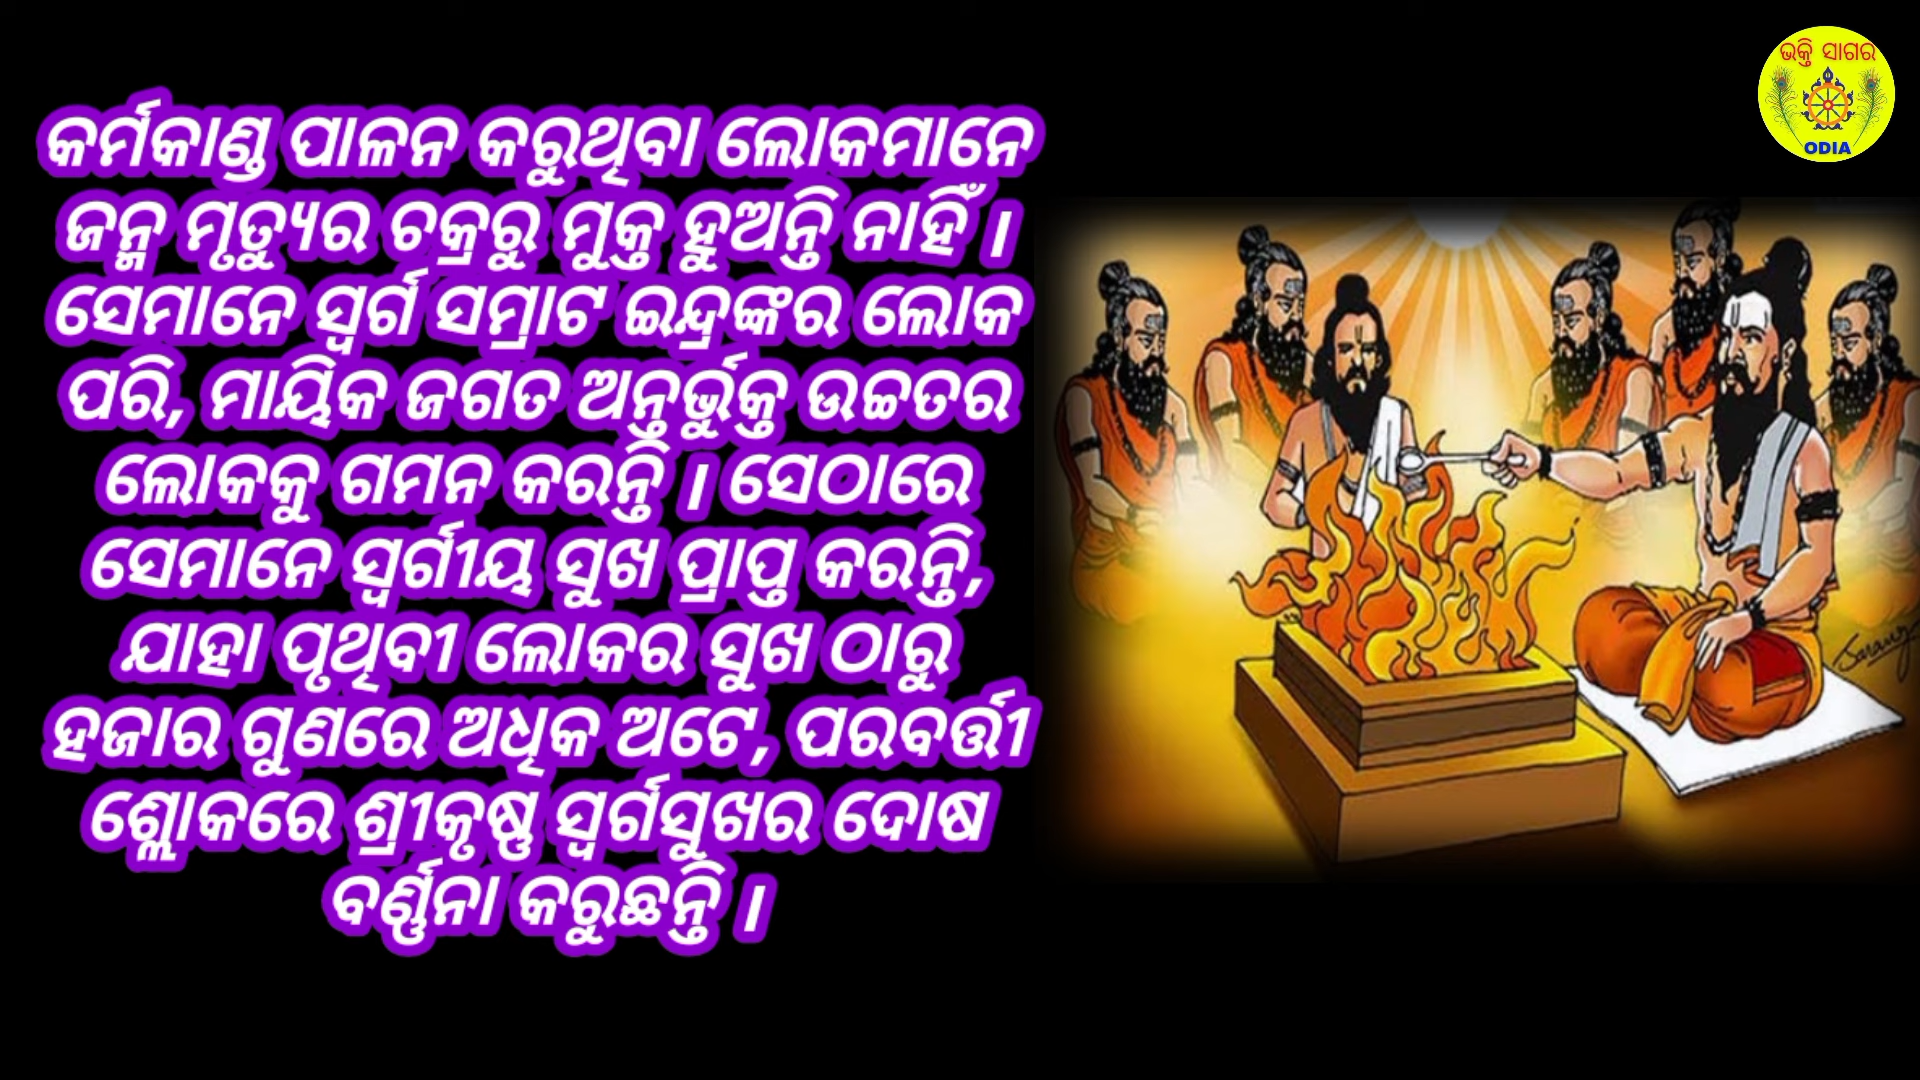 କର୍ମକାଣ୍ଡ ପାଳନ କରୁଥିବା ଲୋକମାନେ
ଜନ୍ମ ମୃତ୍ୟୁର ଚକ୍ରରୁ ମୁକ୍ତ ହୁଅନ୍ତି ନାହିଁ ।
ସେମାନେ ସ୍ୱର୍ଗ ସମ୍ରାଟ ଇନ୍ଦ୍ରଙ୍କର ଲୋକ
ପରି, ମାୟିକ ଜଗତ ଅନ୍ତର୍ଭୁକ୍ତ ଉଚ୍ଚତର
ଲୋକକୁ ଗମନ କରନ୍ତି । ସେଠାରେ
ସେମାନେ ସ୍ୱର୍ଗୀୟ ସୁଖ ପ୍ରାପ୍ତ କରନ୍ତି,
ଯାହା ପୃଥିବୀ ଲୋକର ସୁଖ ଠାରୁ
ହଜାର ଗୁଣରେ ଅଧିକ ଅଟେ, ପରବର୍ତ୍ତୀ
ଶ୍ଲୋକରେ ଶ୍ରୀକୃଷ୍ଣ ସ୍ୱର୍ଗସୁଖର ଦୋଷ
ବର୍ଣ୍ଣନା କରୁଛନ୍ତି ।
ଭକ୍ତି ସାଗର
ODIA